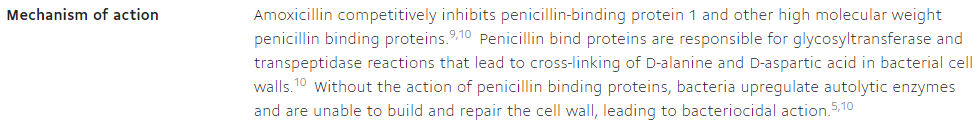 Mechanism of action
Amoxicillin competitively inhibits penicillin-binding protein 1 and other high molecular weight
penicillin binding proteins.9,10 Penicillin bind proteins are responsible for glycosyltransferase and
transpeptidase reactions that lead to cross-linking of D-alanine and D-aspartic acid in bacterial cell
walls.10 Without the action of penicillin binding proteins, bacteria upregulate autolytic enzymes
and are unable to build and repair the cell wall, leading to bacteriocidal action.5,10